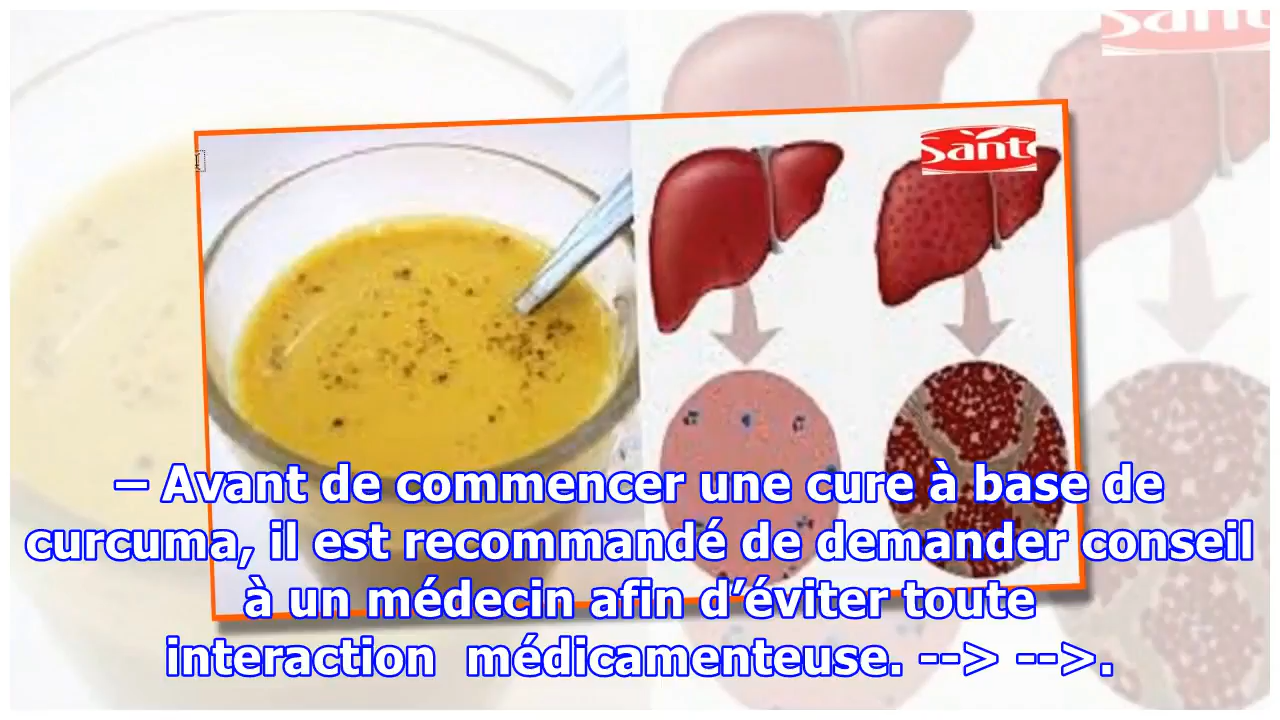 Sant
– Avant de commencer une cure à base de
curcuma, il est recommandé de demander conseil
à un médecin afin d’éviter toute
interaction  médicamenteuse. --> -->.